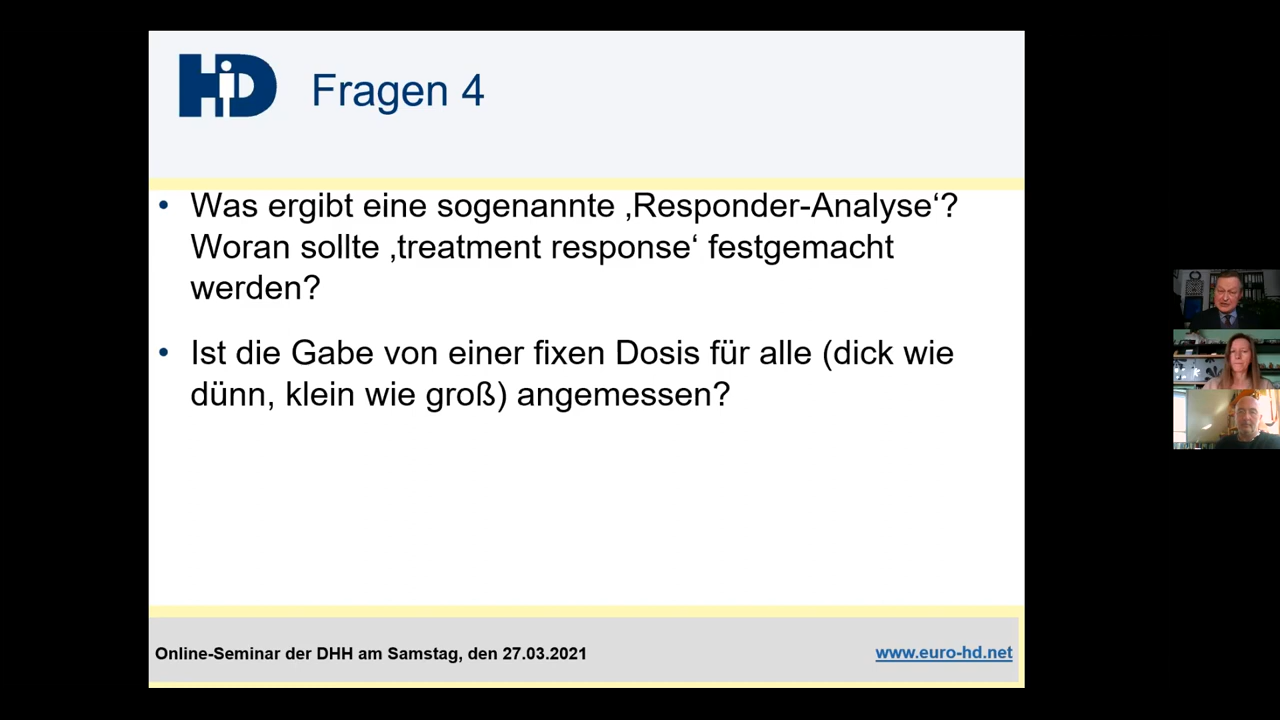 HD Fragen 4
• Was ergibt eine sogenannte ‚Responder-Analyse‘?
Woran sollte ‚treatment response‘ festgemacht
werden?
• Ist die Gabe von einer fixen Dosis für alle (dick wie
dünn, klein wie groß) angemessen?
Online-Seminar der DHH am Samstag, den 27.03.2021 www.euro-hd.net